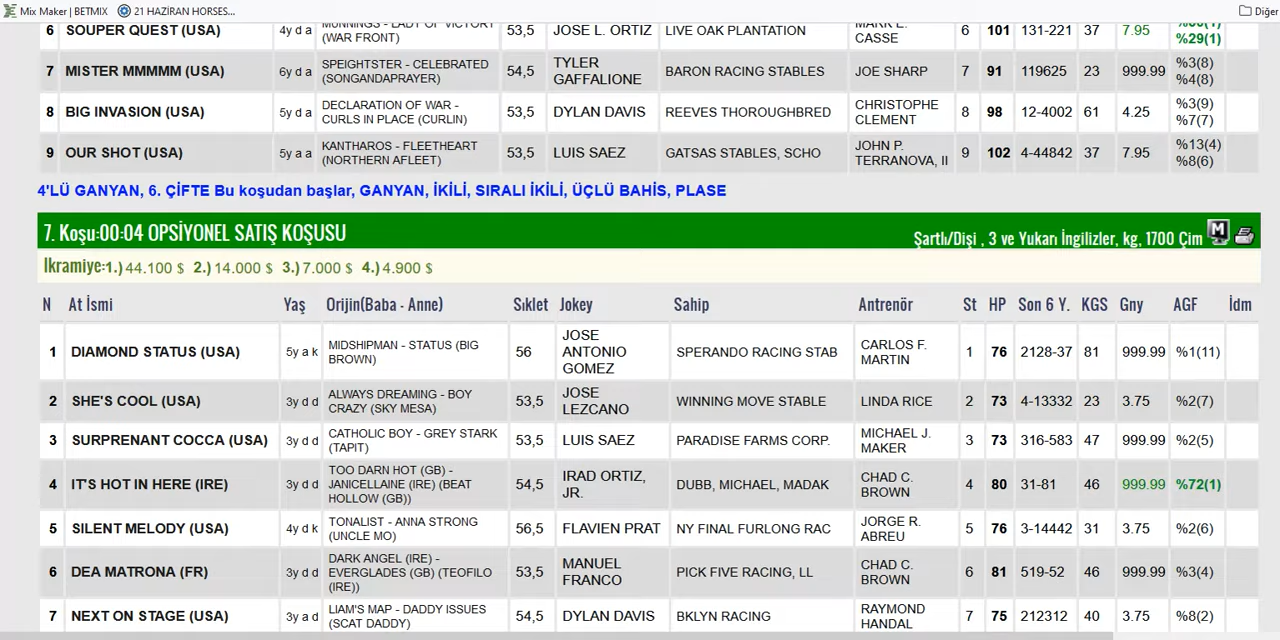 Mix Maker | BETMIX 21 HAZİRAN HORSES... Diğer
6 SOUPER QUEST (USA) 4y d a MUNNINGS - LADY OF VICTORY (WAR FRONT) 53,5 JOSE L. ORTIZ LIVE OAK PLANTATION MARK E. CASSE 6 101 131-221 37 7.95 %29(1)
7 MISTER MMMMM (USA) 6y d a SPEIGHTSTER - CELEBRATED (SONGANDAPRAYER) 54,5 TYLER GAFFALIONE BARON RACING STABLES JOE SHARP 7 91 119625 23 999.99 %3(8) %4(8)
8 BIG INVASION (USA) 5y d a DECLARATION OF WAR - CURLS IN PLACE (CURLIN) 53,5 DYLAN DAVIS REEVES THOROUGHBRED CHRISTOPHE CLEMENT 8 98 12-4002 61 4.25 %3(9) %7(7)
9 OUR SHOT (USA) 5y a a KANTHAROS - FLEETHEART (NORTHERN AFLEET) 53,5 LUIS SAEZ GATSAS STABLES, SCHO JOHN P. TERRANOVA, II 9 102 4-44842 37 7.95 %13(4) %8(6)
4'LÜ GANYAN, 6. ÇİFTE Bu koşudan başlar, GANYAN, İKİLİ, SIRALI İKİLİ, ÜÇLÜ BAHİS, PLASE
7. Koşu:00:04 OPSİYONEL SATIŞ KOŞUSU Şartlı/Dişi , 3 ve Yukarı İngilizler, kg, 1700 Çim M
İkramiye:1.) 44.100 $ 2.) 14.000 $ 3.) 7.000 $ 4.) 4.900 $
N At İsmi Yaş Orijin(Baba - Anne) Sıklet Jokey Sahip Antrenör St HP Son 6 Y. KGS Gny AGF İdm
1 DIAMOND STATUS (USA) 5y a k MIDSHIPMAN - STATUS (BIG BROWN) 56 JOSE ANTONIO GOMEZ SPERANDO RACING STAB CARLOS F. MARTIN 1 76 2128-37 81 999.99 %1(11)
2 SHE'S COOL (USA) 3y d d ALWAYS DREAMING - BOY CRAZY (SKY MESA) 53,5 JOSE LEZCANO WINNING MOVE STABLE LINDA RICE 2 73 4-13332 23 3.75 %2(7)
3 SURPRENANT COCCA (USA) 3y d d CATHOLIC BOY - GREY STARK (TAPIT) 53,5 LUIS SAEZ PARADISE FARMS CORP. MICHAEL J. MAKER 3 73 316-583 47 999.99 %2(5)
4 IT'S HOT IN HERE (IRE) 3y d d TOO DARN HOT (GB) - JANICELLAINE (IRE) (BEAT HOLLOW (GB)) 54,5 IRAD ORTIZ, JR. DUBB, MICHAEL, MADAK CHAD C. BROWN 4 80 31-81 46 999.99 %72(1)
5 SILENT MELODY (USA) 4y d k TONALIST - ANNA STRONG (UNCLE MO) 56,5 FLAVIEN PRAT NY FINAL FURLONG RAC JORGE R. ABREU 5 76 3-14442 31 3.75 %2(6)
6 DEA MATRONA (FR) 3y d d DARK ANGEL (IRE) - EVERGLADES (GB) (TEOFILO (IRE)) 53,5 MANUEL FRANCO PICK FIVE RACING, LL CHAD C. BROWN 6 81 519-52 46 999.99 %3(4)
7 NEXT ON STAGE (USA) 3y a d LIAM'S MAP - DADDY ISSUES (SCAT DADDY) 54,5 DYLAN DAVIS BKLYN RACING RAYMOND HANDAL 7 75 212312 40 3.75 %8(2)